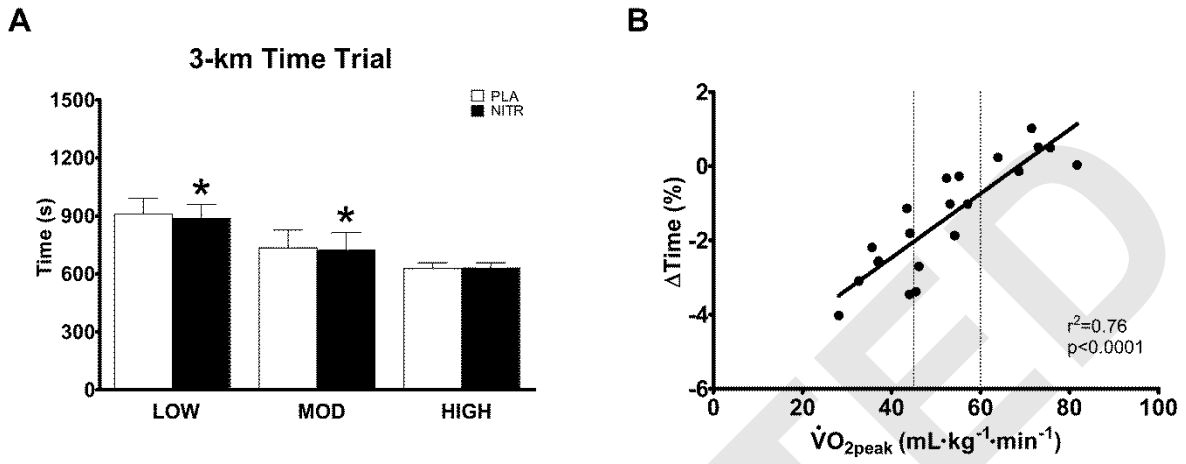 A
3-km Time Trial
1500
1200
900
600
300
0
Time (s)
PLA
NITR
*
*
LOW MOD HIGH
B
2
0
-2
-4
-6
ΔTime (%)
r²=0.76
p<0.0001
0 20 40 60 80 100
V̇O₂peak (mL·kg⁻¹·min⁻¹)
TED